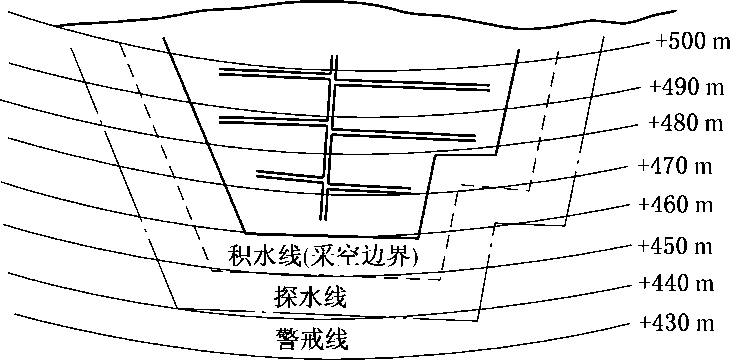 +500 m
+490 m
+480 m
+470 m
+460 m
积水线(采空边界)
+450 m
探水线
+440 m
警戒线
+430 m